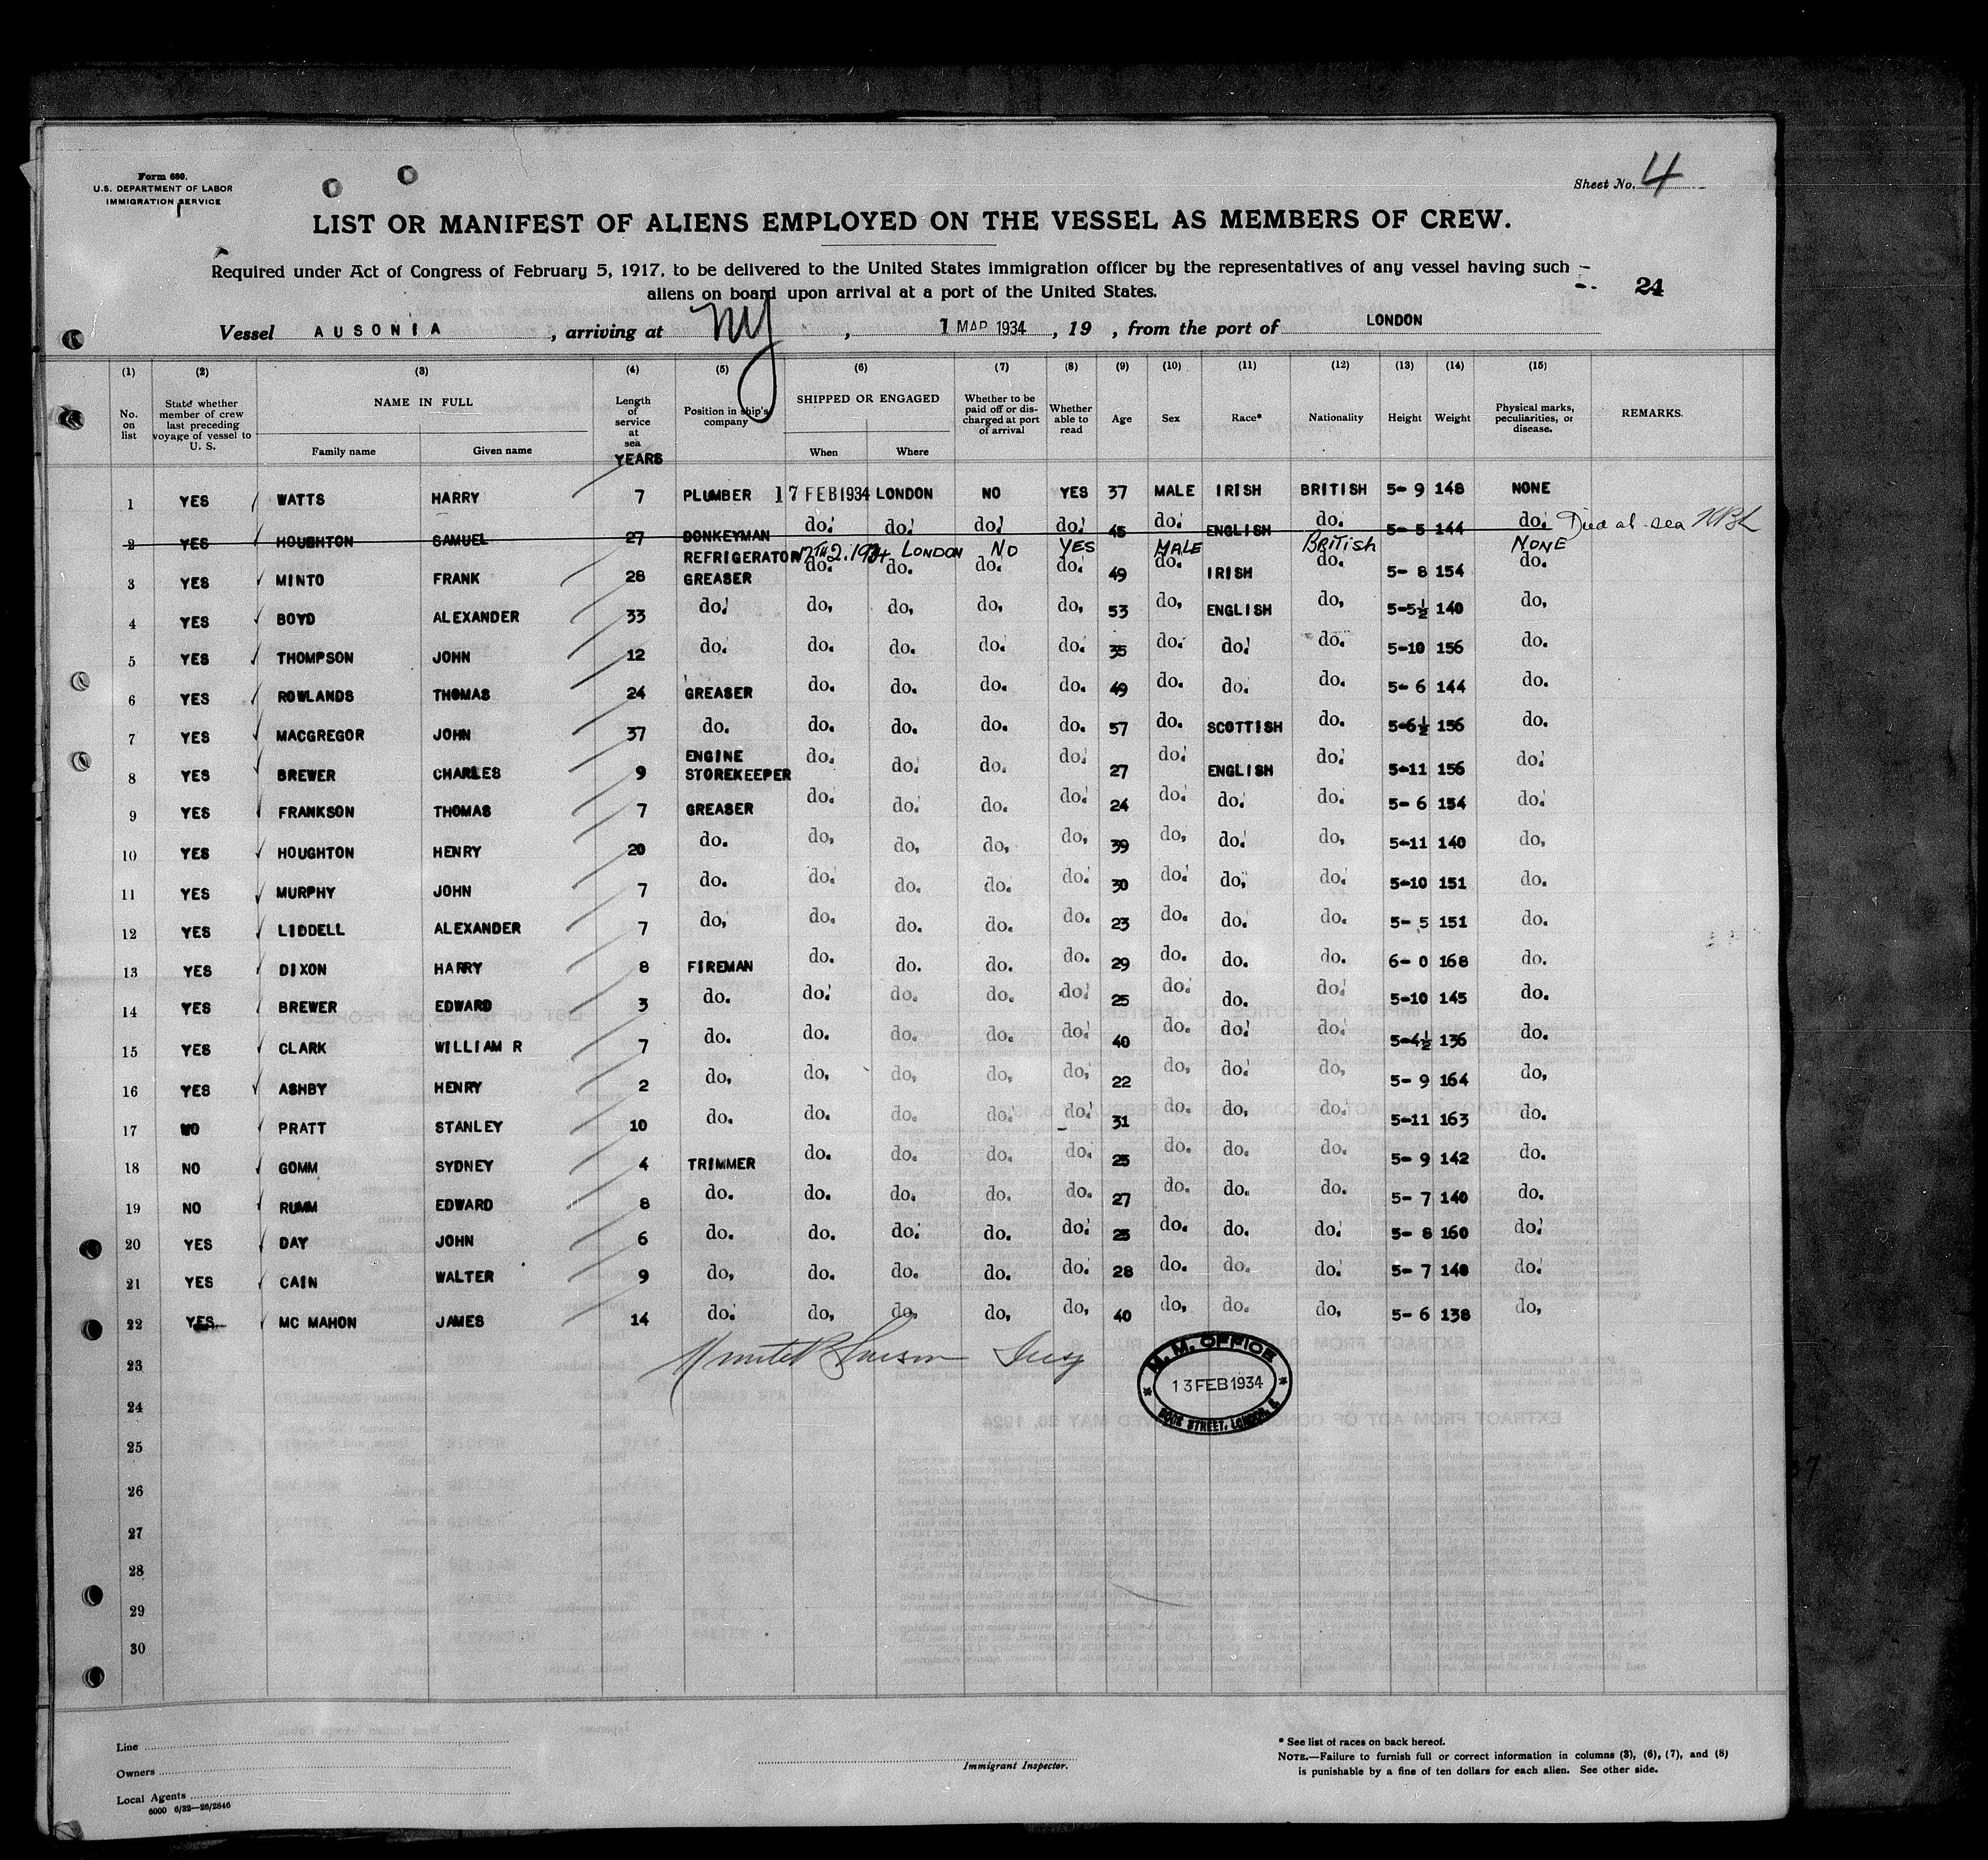 Form 680.
U.S. DEPARTMENT OF LABOR
IMMIGRATION SERVICE
Sheet No. 4
LIST OR MANIFEST OF ALIENS EMPLOYED ON THE VESSEL AS MEMBERS OF CREW.
Required under Act of Congress of February 5, 1917, to be delivered to the United States immigration officer by the representatives of any vessel having such
aliens on board upon arrival at a port of the United States.
24
Vessel AUSONIA, arriving at NY, 1 MAR 1934, 19 , from the port of LONDON
(1) (2) (3) (4) (5) (6) (7) (8) (9) (10) (11) (12) (13) (14) (15)
No. on list State whether member of crew last preceding voyage of vessel to U. S. NAME IN FULL Family name Given name Length of service at sea YEARS Position in ship's company SHIPPED OR ENGAGED When Where Whether to be paid off or discharged at port of arrival Whether able to read Age Sex Race* Nationality Height Weight Physical marks, peculiarities, or disease. REMARKS.
1 YES WATTS HARRY 7 PLUMBER 17 FEB 1934 LONDON NO YES 37 MALE IRISH BRITISH 5- 9 148 NONE
2 YES HOUGHTON SAMUEL 27 DONKEYMAN do. do. do. do. 45 do. ENGLISH do. 5- 5 144 do. Died at sea
REFRIGERATOR 17TH 2. 1934 LONDON NO YES MALE BRITISH NONE
3 YES MINTO FRANK 28 GREASER do. do. do. do. 49 do. IRISH do. 5- 8 154 do.
4 YES BOYD ALEXANDER 33 do. do. do. do. do. 53 do. ENGLISH do. 5-5½ 140 do.
5 YES THOMPSON JOHN 12 do. do. do. do. do. 35 do. do. do. 5-10 156 do.
6 YES ROWLANDS THOMAS 24 GREASER do. do. do. do. 49 do. do. do. 5- 6 144 do.
7 YES MACGREGOR JOHN 37 do. do. do. do. do. 57 do. SCOTTISH do. 5-6½ 156 do.
8 YES BREWER CHARLES 9 ENGINE STOREKEEPER do. do. do. do. 27 do. ENGLISH do. 5-11 156 do.
9 YES FRANKSON THOMAS 7 GREASER do. do. do. do. 24 do. do. do. 5- 6 154 do.
10 YES HOUGHTON HENRY 20 do. do. do. do. do. 39 do. do. do. 5-11 140 do.
11 YES MURPHY JOHN 7 do. do. do. do. do. 30 do. do. do. 5-10 151 do.
12 YES LIDDELL ALEXANDER 7 do. do. do. do. do. 23 do. do. do. 5- 5 151 do.
13 YES DIXON HARRY 8 FIREMAN do. do. do. do. 29 do. do. do. 6- 0 168 do.
14 YES BREWER EDWARD 3 do. do. do. do. do. 25 do. do. do. 5-10 145 do.
15 YES CLARK WILLIAM R 7 do. do. do. do. do. 40 do. do. do. 5-4½ 136 do.
16 YES ASHBY HENRY 2 do. do. do. do. do. 22 do. do. do. 5- 9 164 do.
17 NO PRATT STANLEY 10 do. do. do. do. do. 31 do. do. do. 5-11 163 do.
18 NO GOMM SYDNEY 4 TRIMMER do. do. do. do. 25 do. do. do. 5- 9 142 do.
19 NO RUMM EDWARD 8 do. do. do. do. do. 27 do. do. do. 5- 7 140 do.
20 YES DAY JOHN 6 do. do. do. do. do. 25 do. do. do. 5- 8 160 do.
21 YES CAIN WALTER 9 do. do. do. do. do. 28 do. do. do. 5- 7 140 do.
22 YES MC MAHON JAMES 14 do. do. do. do. do. 40 do. do. do. 5- 6 138 do.
23
24
25
26
27
28
29
30
M. M. OFFICE
13 FEB 1934
STREET, LONDON, E.
Line
Owners
Local Agents
6000 6/32—26/2846
Immigrant Inspector.
* See list of races on back hereof.
NOTE.—Failure to furnish full or correct information in columns (3), (6), (7), and (8)
is punishable by a fine of ten dollars for each alien. See other side.